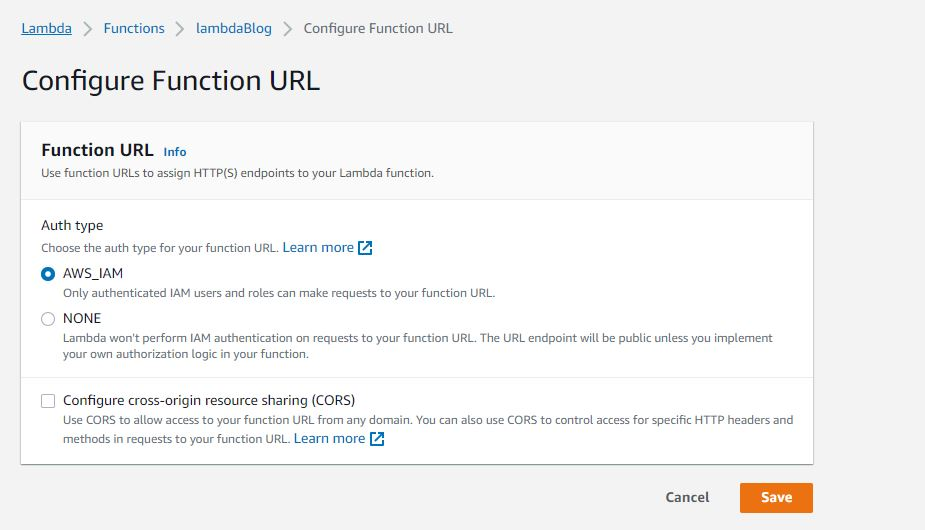 Lambda > Functions > lambdaBlog > Configure Function URL
Configure Function URL
Function URL Info
Use function URLs to assign HTTP(S) endpoints to your Lambda function.
Auth type
Choose the auth type for your function URL. Learn more
AWS_IAM
Only authenticated IAM users and roles can make requests to your function URL.
NONE
Lambda won't perform IAM authentication on requests to your function URL. The URL endpoint will be public unless you implement
your own authorization logic in your function.
Configure cross-origin resource sharing (CORS)
Use CORS to allow access to your function URL from any domain. You can also use CORS to control access for specific HTTP headers and
methods in requests to your function URL. Learn more
Cancel Save